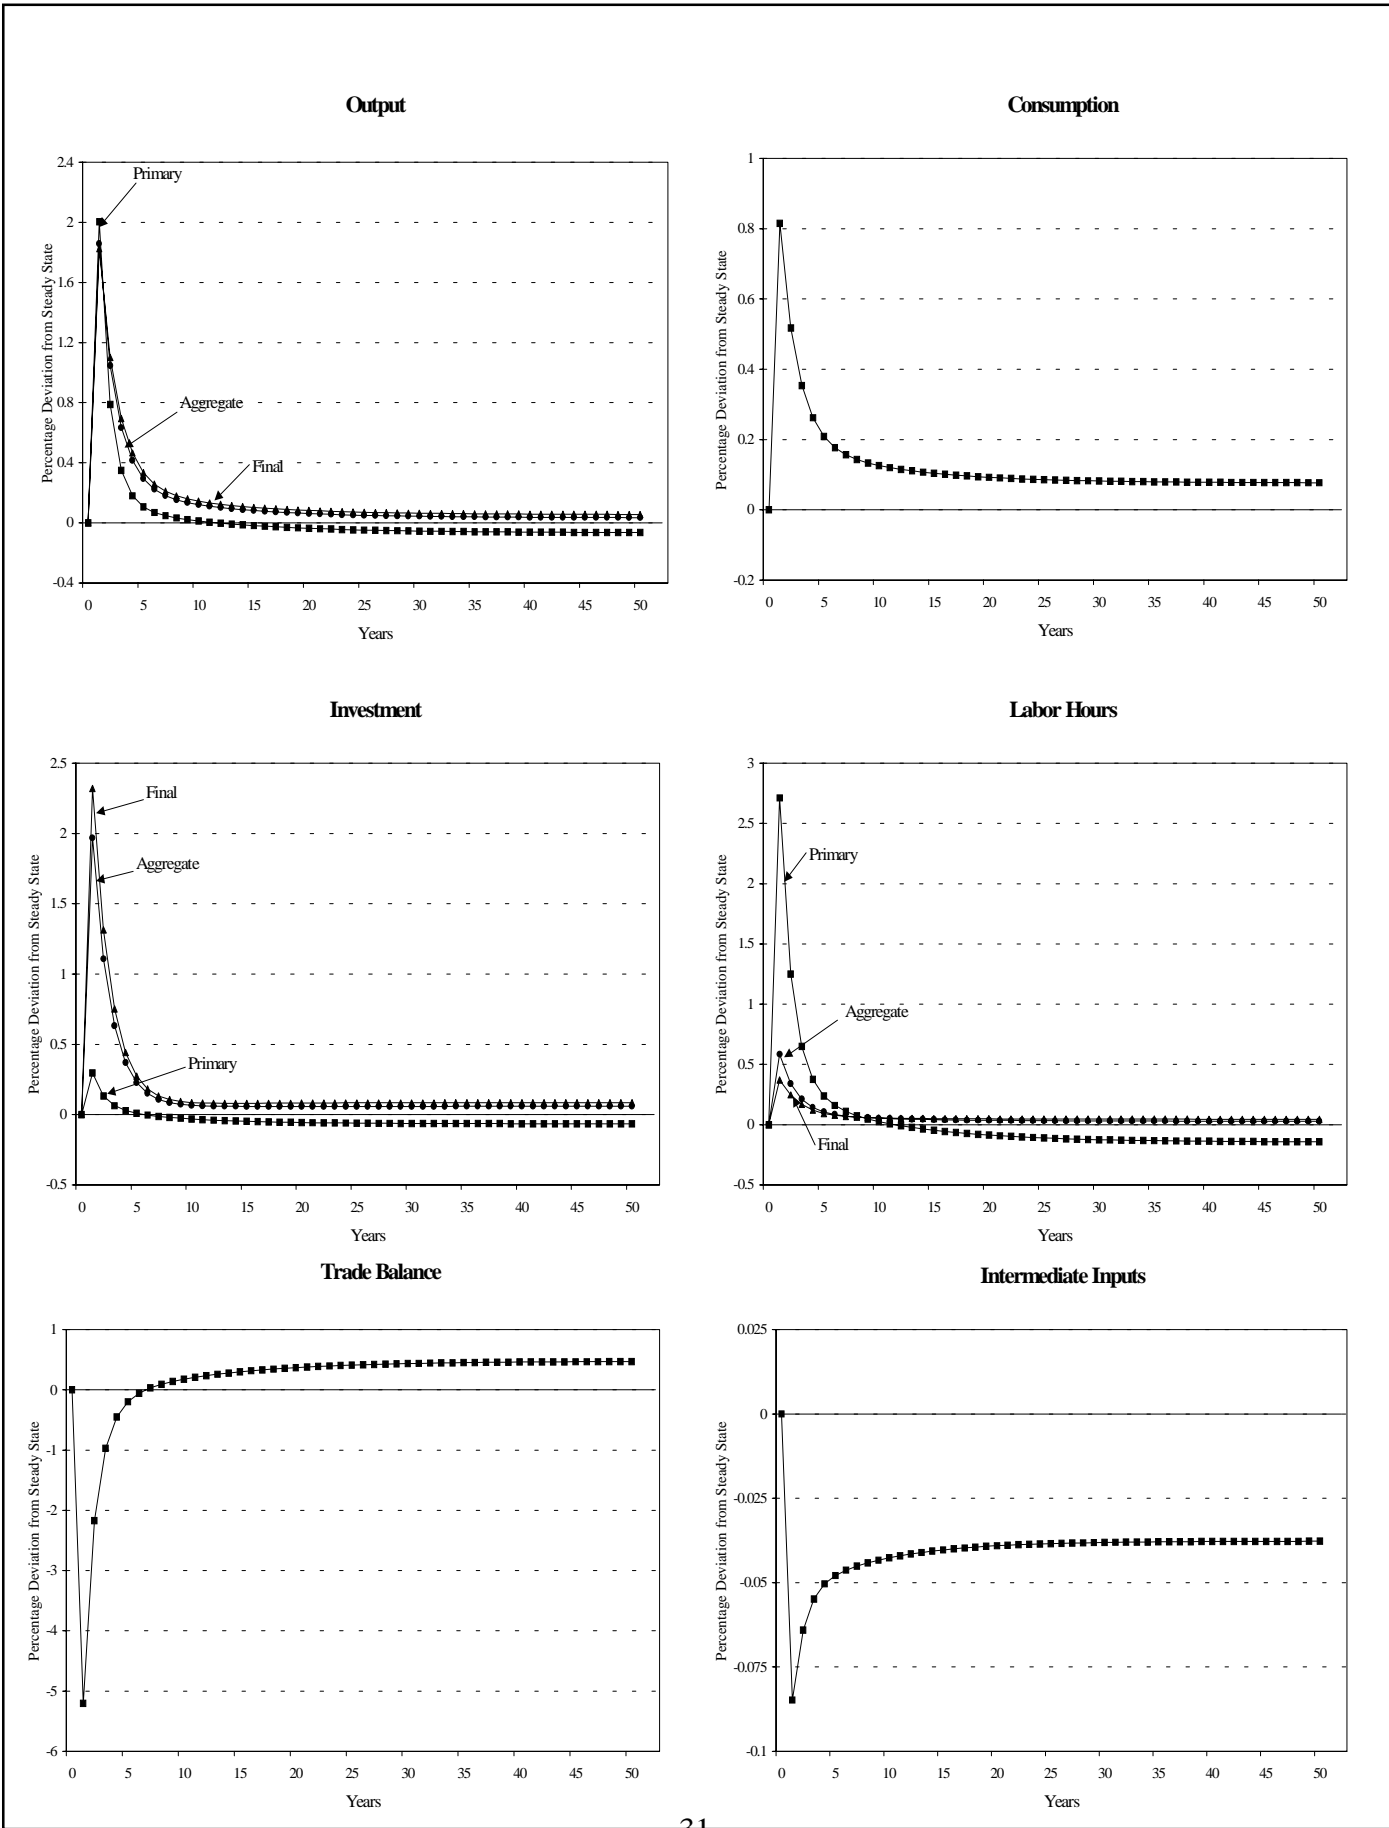 Output
Percentage Deviation from Steady State
2.4
2
1.6
1.2
0.8
0.4
0
-0.4
Primary
Aggregate
Final
0 5 10 15 20 25 30 35 40 45 50
Years
Consumption
Percentage Deviation from Steady State
1
0.8
0.6
0.4
0.2
0
-0.2
0 5 10 15 20 25 30 35 40 45 50
Years
Investment
Percentage Deviation from Steady State
2.5
2
1.5
1
0.5
0
-0.5
Final
Aggregate
Primary
0 5 10 15 20 25 30 35 40 45 50
Years
Labor Hours
Percentage Deviation from Steady State
3
2.5
2
1.5
1
0.5
0
-0.5
Primary
Aggregate
Final
0 5 10 15 20 25 30 35 40 45 50
Years
Trade Balance
Percentage Deviation from Steady State
1
0
-1
-2
-3
-4
-5
-6
0 5 10 15 20 25 30 35 40 45 50
Years
Intermediate Inputs
Percentage Deviation from Steady State
0.025
0
-0.025
-0.05
-0.075
-0.1
0 5 10 15 20 25 30 35 40 45 50
Years
31